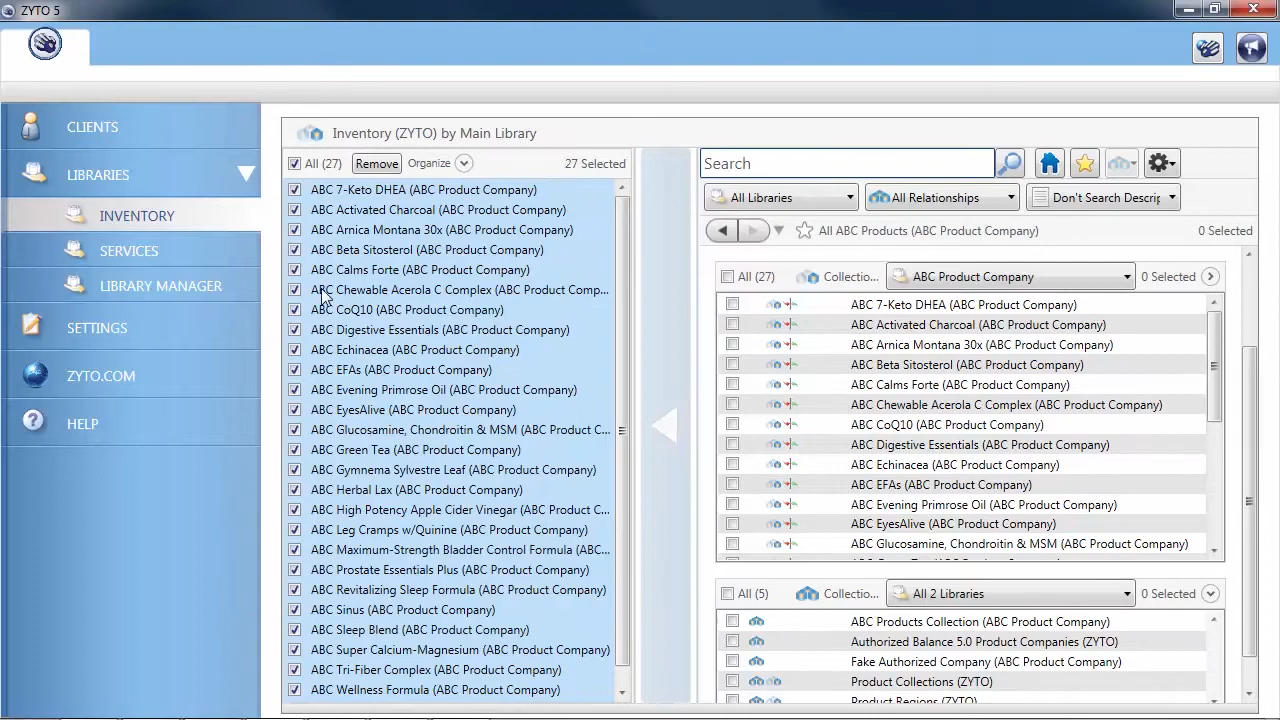 ZYTO 5
CLIENTS
LIBRARIES
INVENTORY
SERVICES
LIBRARY MANAGER
SETTINGS
ZYTO.COM
HELP
Inventory (ZYTO) by Main Library
All (27) Remove Organize 27 Selected
ABC 7-Keto DHEA (ABC Product Company)
ABC Activated Charcoal (ABC Product Company)
ABC Arnica Montana 30x (ABC Product Company)
ABC Beta Sitosterol (ABC Product Company)
ABC Calms Forte (ABC Product Company)
ABC Chewable Acerola C Complex (ABC Product Comp...
ABC CoQ10 (ABC Product Company)
ABC Digestive Essentials (ABC Product Company)
ABC Echinacea (ABC Product Company)
ABC EFAs (ABC Product Company)
ABC Evening Primrose Oil (ABC Product Company)
ABC EyesAlive (ABC Product Company)
ABC Glucosamine, Chondroitin & MSM (ABC Product C...
ABC Green Tea (ABC Product Company)
ABC Gymnema Sylvestre Leaf (ABC Product Company)
ABC Herbal Lax (ABC Product Company)
ABC High Potency Apple Cider Vinegar (ABC Product C...
ABC Leg Cramps w/Quinine (ABC Product Company)
ABC Maximum-Strength Bladder Control Formula (ABC...
ABC Prostate Essentials Plus (ABC Product Company)
ABC Revitalizing Sleep Formula (ABC Product Company)
ABC Sinus (ABC Product Company)
ABC Sleep Blend (ABC Product Company)
ABC Super Calcium-Magnesium (ABC Product Company)
ABC Tri-Fiber Complex (ABC Product Company)
ABC Wellness Formula (ABC Product Company)
Search
All Libraries All Relationships Don't Search Descrip
All ABC Products (ABC Product Company) 0 Selected
All (27) Collectio... ABC Product Company 0 Selected
ABC 7-Keto DHEA (ABC Product Company)
ABC Activated Charcoal (ABC Product Company)
ABC Arnica Montana 30x (ABC Product Company)
ABC Beta Sitosterol (ABC Product Company)
ABC Calms Forte (ABC Product Company)
ABC Chewable Acerola C Complex (ABC Product Company)
ABC CoQ10 (ABC Product Company)
ABC Digestive Essentials (ABC Product Company)
ABC Echinacea (ABC Product Company)
ABC EFAs (ABC Product Company)
ABC Evening Primrose Oil (ABC Product Company)
ABC EyesAlive (ABC Product Company)
ABC Glucosamine, Chondroitin & MSM (ABC Product Company)
All (5) Collectio... All 2 Libraries 0 Selected
ABC Products Collection (ABC Product Company)
Authorized Balance 5.0 Product Companies (ZYTO)
Fake Authorized Company (ABC Product Company)
Product Collections (ZYTO)
Product Regions (ZYTO)